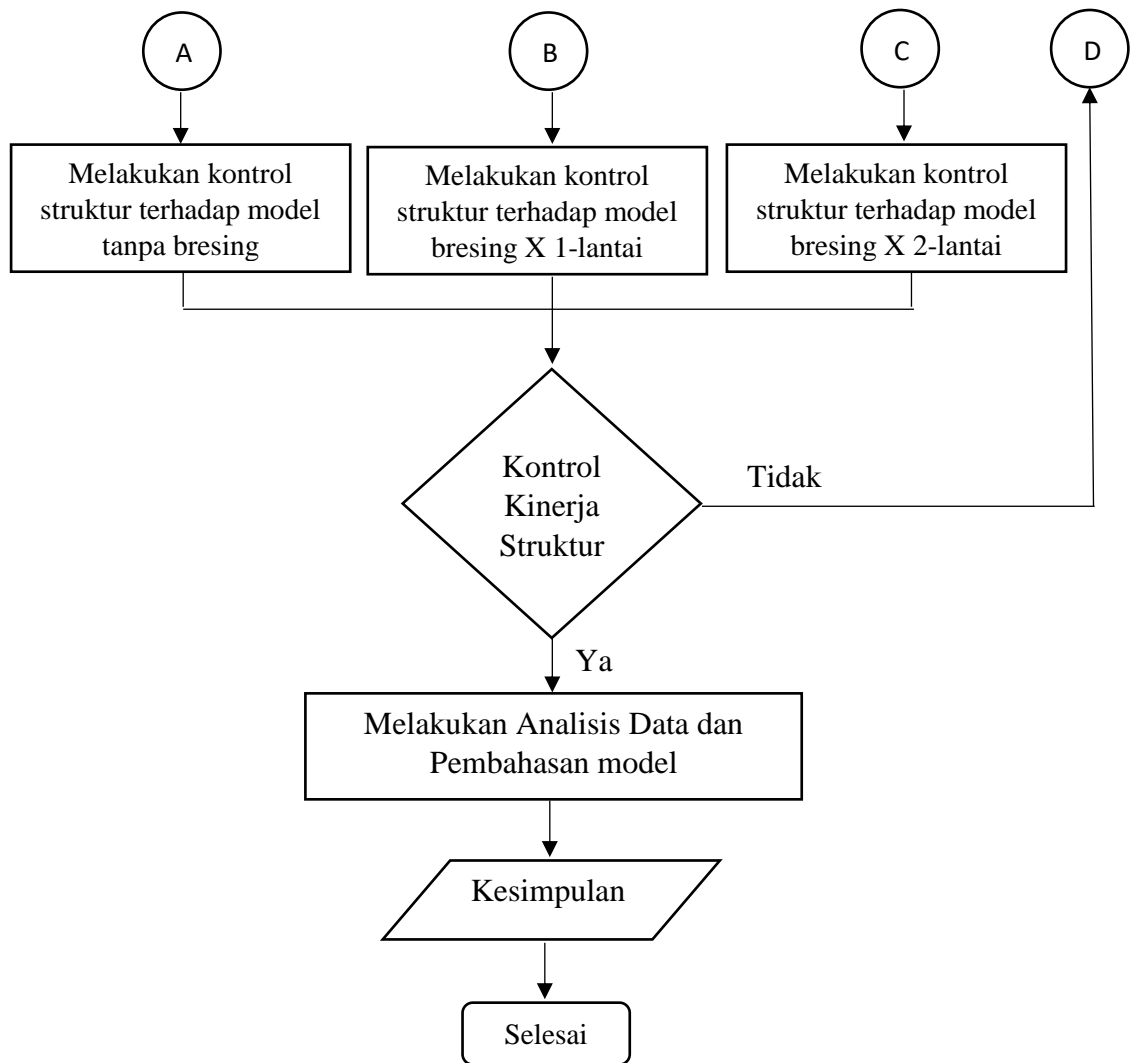 A
B
C
D
Melakukan kontrol
struktur terhadap model
tanpa bresing
Melakukan kontrol
struktur terhadap model
bresing X 1-lantai
Melakukan kontrol
struktur terhadap model
bresing X 2-lantai
Kontrol
Kinerja
Struktur
Tidak
Ya
Melakukan Analisis Data dan
Pembahasan model
Kesimpulan
Selesai